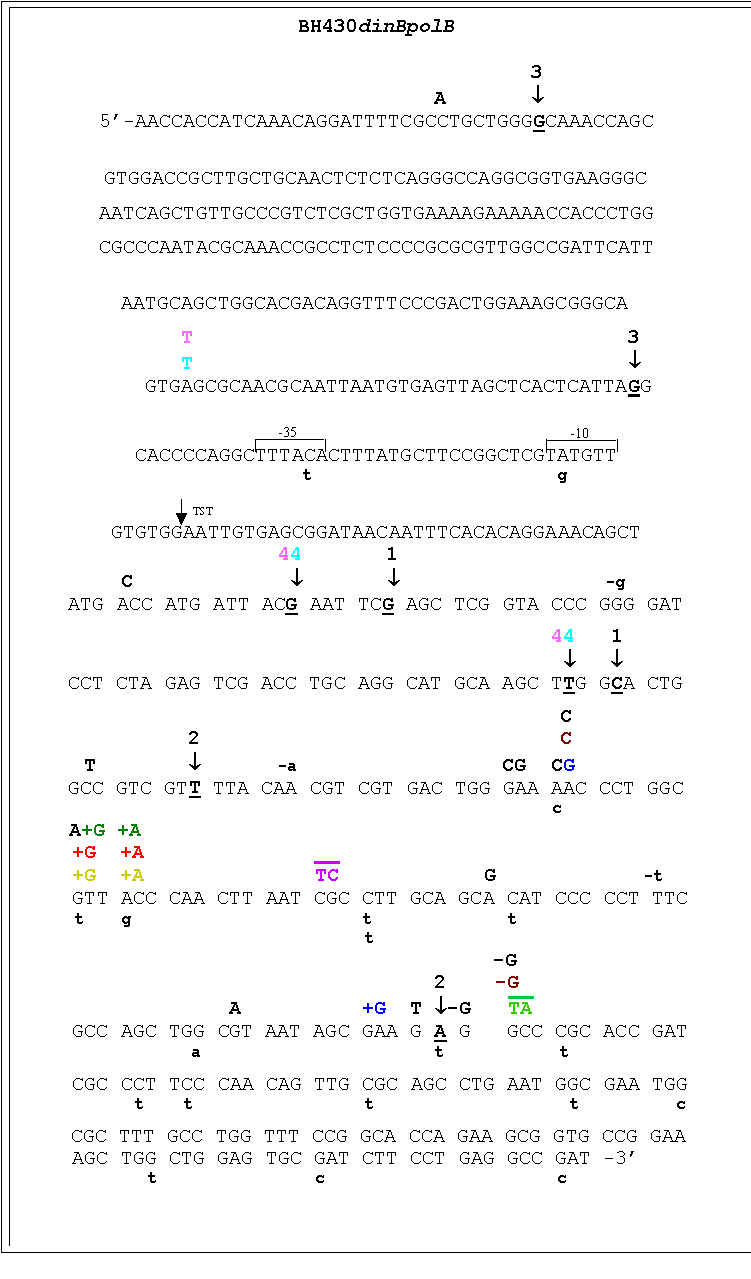 BH430dinBpolB
3
A ↓
5’-AACCACCATCAAACAGGATTTTCGCCTGCTGGGGCAAACCAGC
GTGGACCGCTTGCTGCAACTCTCTCAGGGCCAGGCGGTGAAGGGC
AATCAGCTGTTGCCCGTCTCGCTGGTGAAAAGAAAAACCACCCTGG
CGCCCAATACGCAAACCGCCTCTCCCCGCGCGTTGGCCGATTCATT
AATGCAGCTGGCACGACAGGTTTCCCGACTGGAAAGCGGGCA
T 3
T ↓
GTGAGCGCAACGCAATTAATGTGAGTTAGCTCACTCATTAGG
-35 -10
CACCCCAGGCTTTACACTTTATGCTTCCGGCTCGTATGTT
t g
TST
GTGTGGAATTGTGAGCGGATAACAATTTCACACAGGAAACAGCT
44 1
C ↓ ↓ -g
ATG ACC ATG ATT ACG AAT TCG AGC TCG GTA CCC GGG GAT
44 1
↓ ↓
CCT CTA GAG TCG ACC TGC AGG CAT GCA AGC TTG GCA CTG
C
2 C
T ↓ -a CG CG
GCC GTC GTT TTA CAA CGT CGT GAC TGG GAA AAC CCT GGC
c
A+G +A
+G +A
+G +A TC G -t
GTT ACC CAA CTT AAT CGC CTT GCA GCA CAT CCC CCT TTC
t g t t
t
-G
2 -G
A +G T ↓-G TA
GCC AGC TGG CGT AAT AGC GAA G A G GCC CGC ACC GAT
a t t
CGC CCT TCC CAA CAG TTG CGC AGC CTG AAT GGC GAA TGG
t t t t c
CGC TTT GCC TGG TTT CCG GCA CCA GAA GCG GTG CCG GAA
AGC TGG CTG GAG TGC GAT CTT CCT GAG GCC GAT -3’
t c c